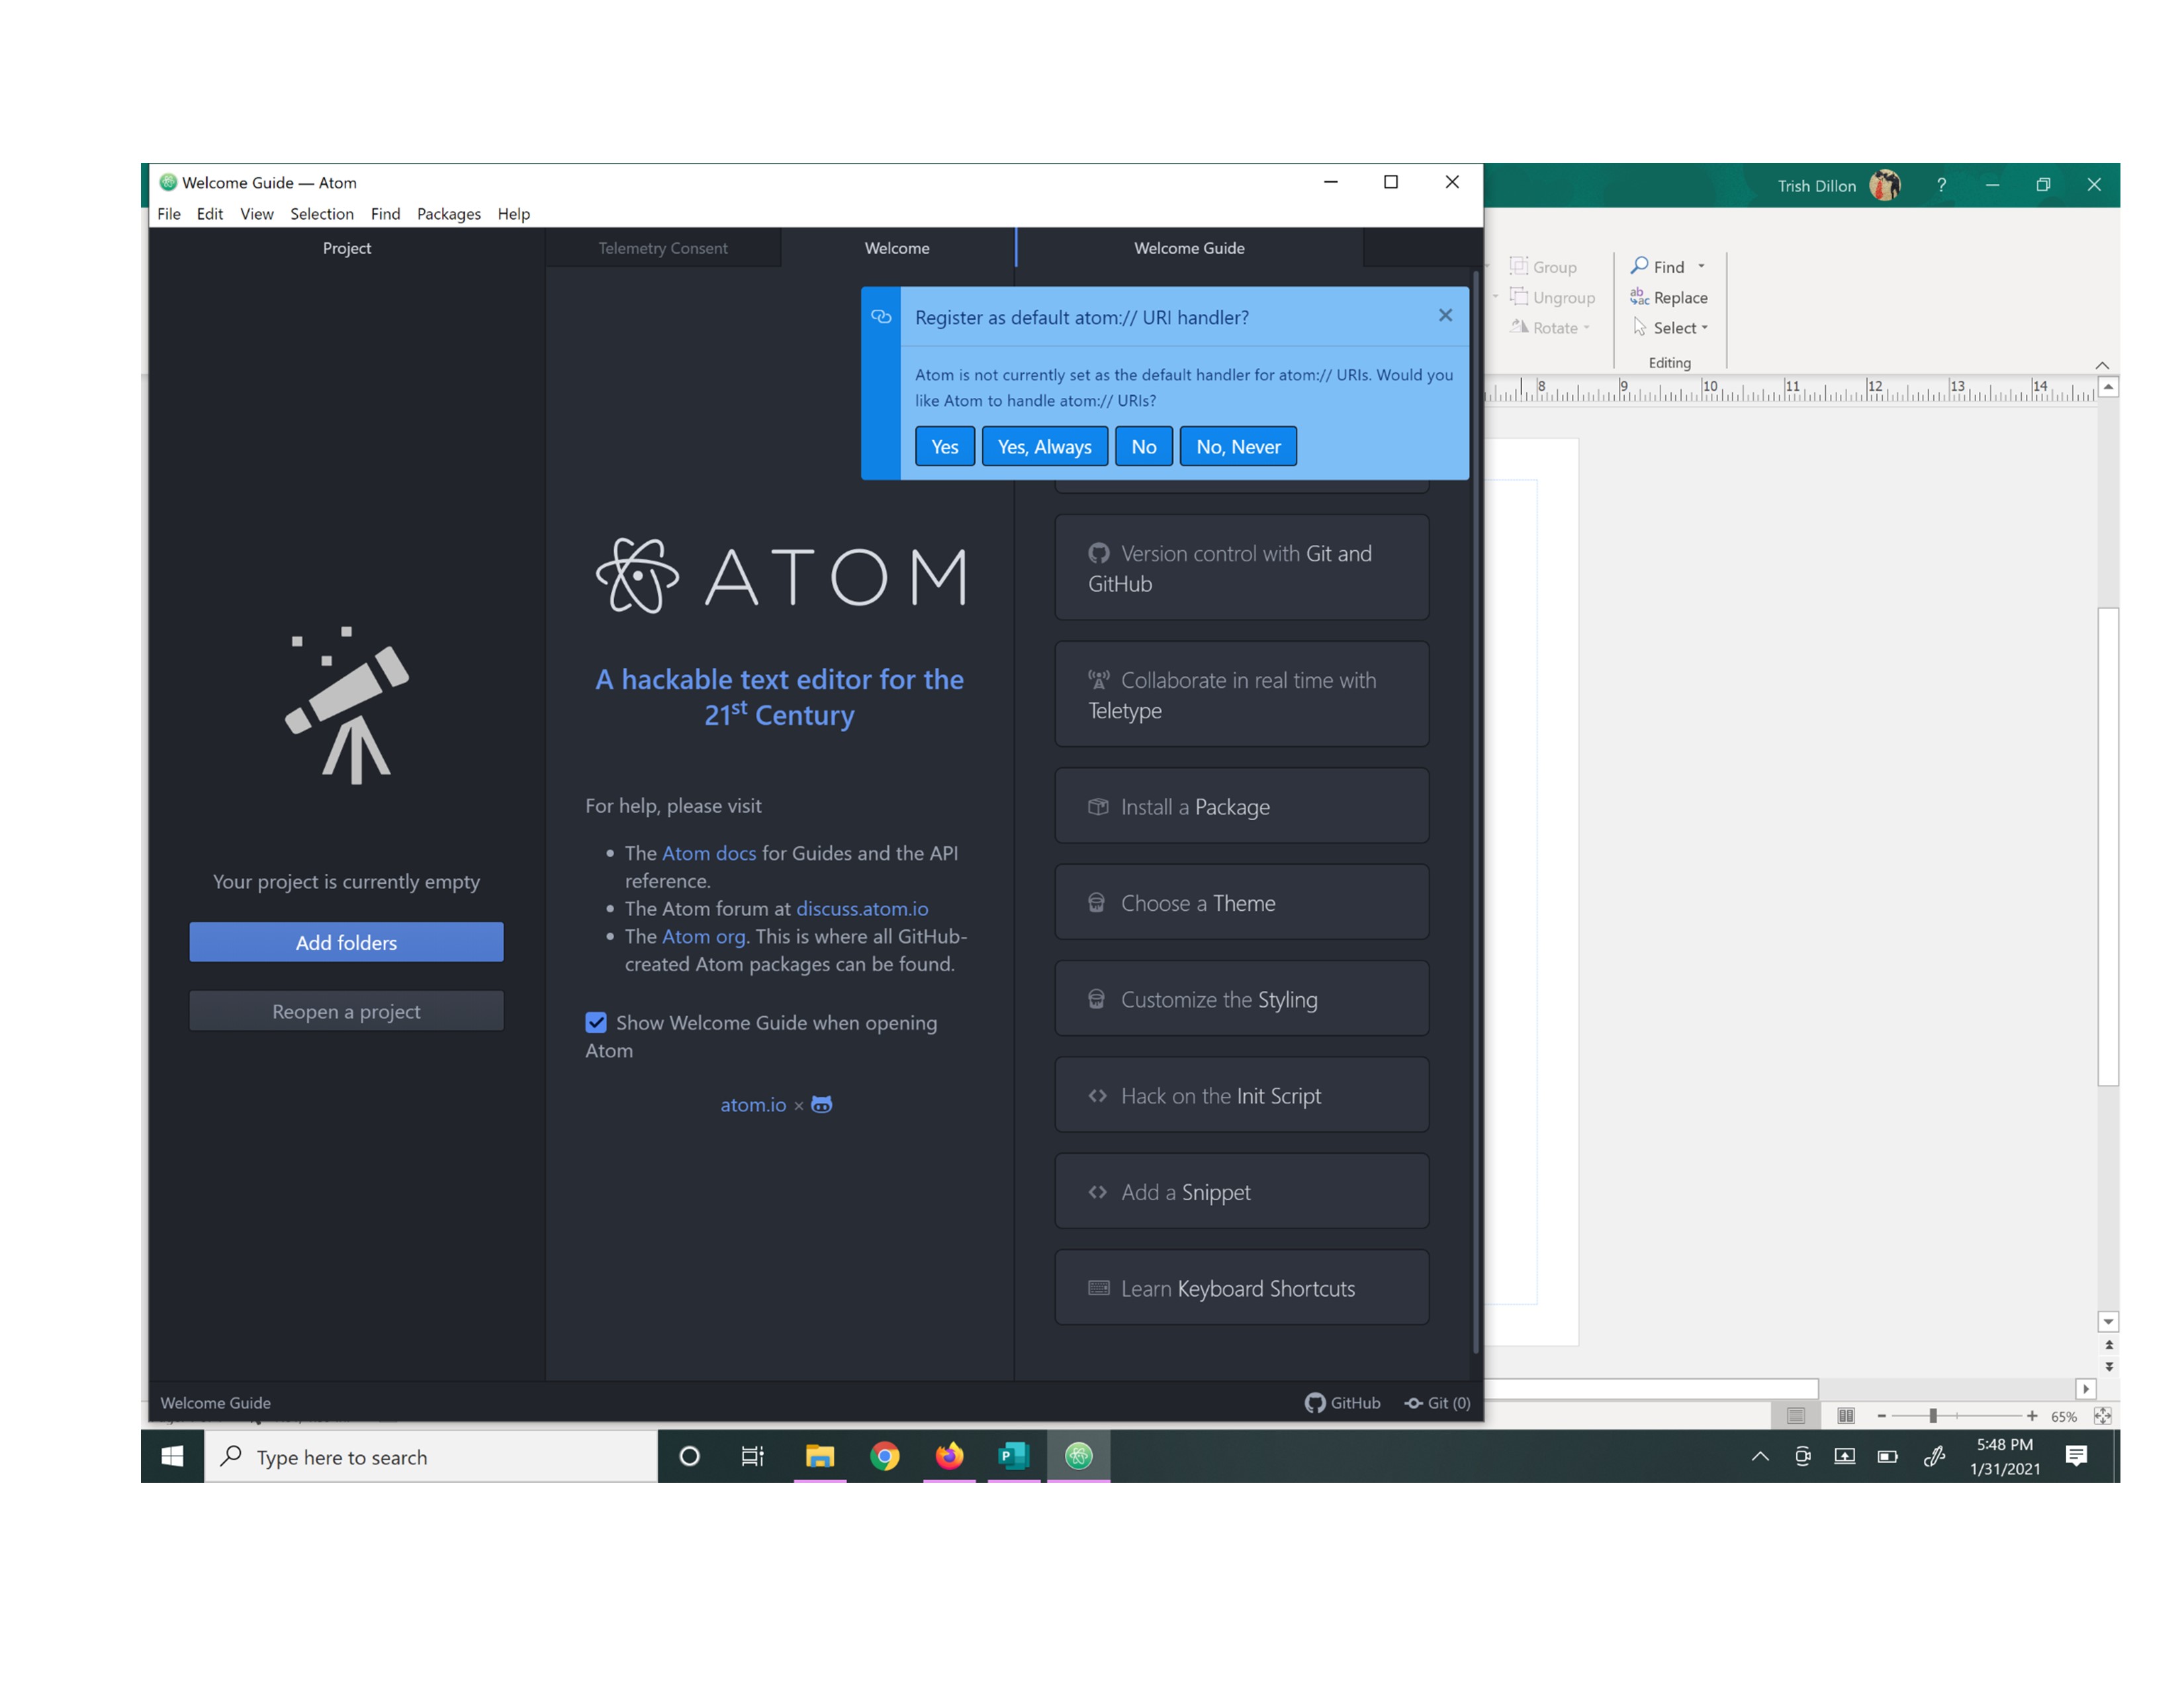 Welcome Guide — Atom
File Edit View Selection Find Packages Help
Project
Telemetry Consent
Welcome
Welcome Guide
Register as default atom:// URI handler?
Atom is not currently set as the default handler for atom:// URIs. Would you
like Atom to handle atom:// URIs?
Yes
Yes, Always
No
No, Never
Your project is currently empty
Add folders
Reopen a project
ATOM
A hackable text editor for the
21st Century
For help, please visit
The Atom docs for Guides and the API
reference.
The Atom forum at discuss.atom.io
The Atom org. This is where all GitHub-
created Atom packages can be found.
Show Welcome Guide when opening
Atom
atom.io ×
Version control with Git and
GitHub
Collaborate in real time with
Teletype
Install a Package
Choose a Theme
Customize the Styling
Hack on the Init Script
Add a Snippet
Learn Keyboard Shortcuts
Welcome Guide
GitHub
Git (0)
Trish Dillon
?
Group
Ungroup
Rotate
Find
Replace
Select
Editing
8 9 10 11 12 13 14
65%
Type here to search
5:48 PM
1/31/2021